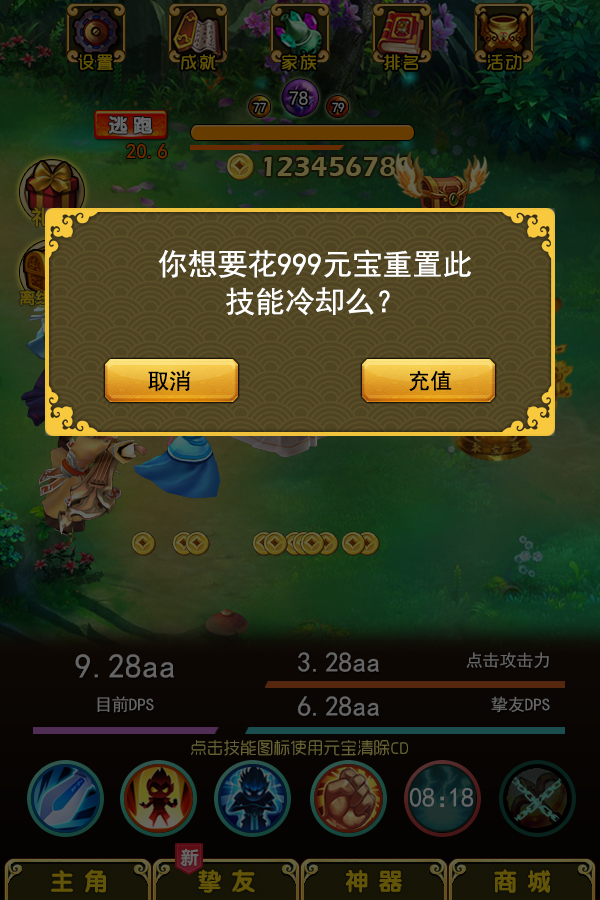 设置
成就
家族
排名
活动
77
78
79
逃跑
20.6
12345678
礼
离线
你想要花999元宝重置此
技能冷却么?
取消
充值
9.28aa
目前DPS
3.28aa
点击攻击力
6.28aa
挚友DPS
点击技能图标使用元宝清除CD
08:18
主角
新
挚友
神器
商城